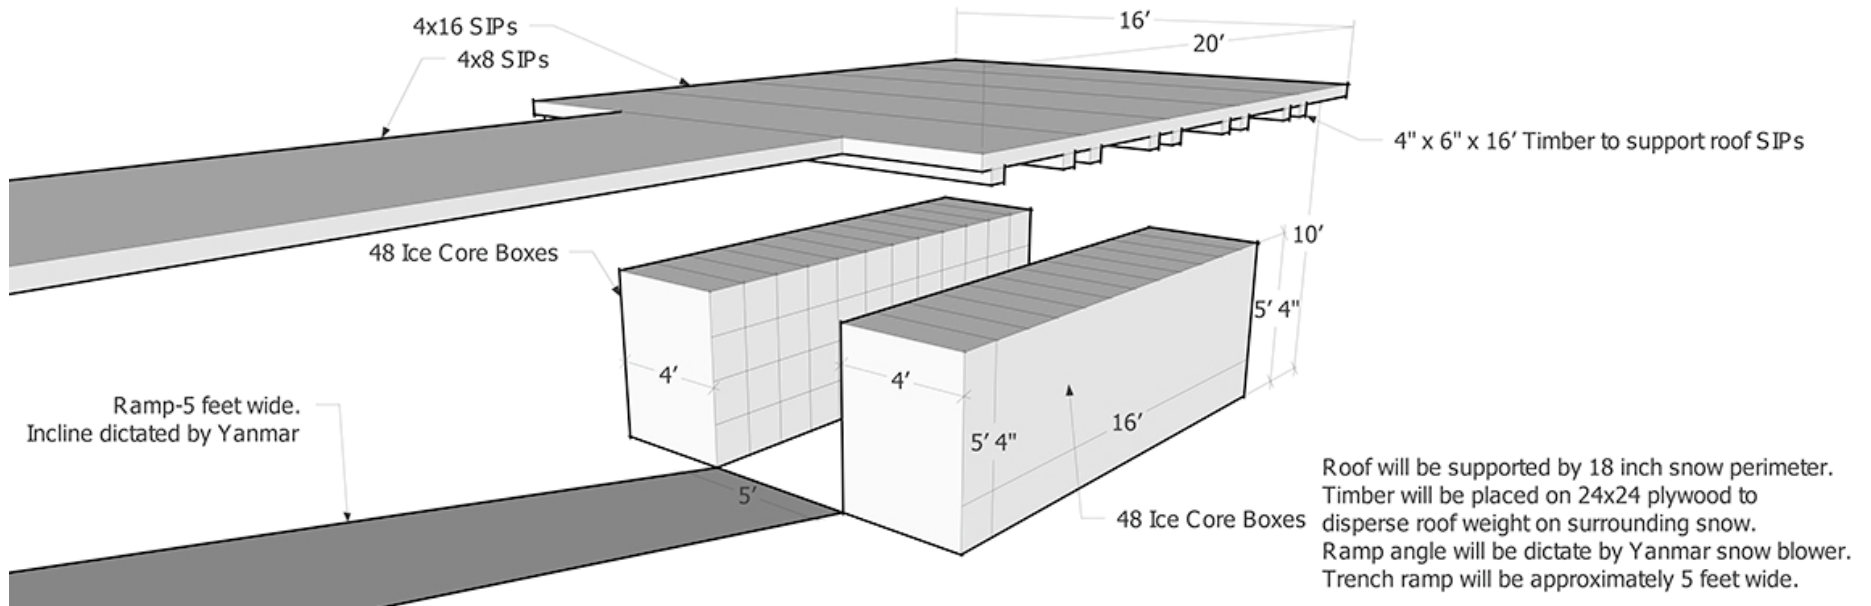 4x16 SIPs
4x8 SIPs
16’
20’
4" x 6" x 16’ Timber to support roof SIPs
48 Ice Core Boxes
10’
5’ 4"
4’
4’
Ramp-5 feet wide.
Incline dictated by Yanmar
16’
5’ 4"
5’
48 Ice Core Boxes
Roof will be supported by 18 inch snow perimeter.
Timber will be placed on 24x24 plywood to
disperse roof weight on surrounding snow.
Ramp angle will be dictate by Yanmar snow blower.
Trench ramp will be approximately 5 feet wide.